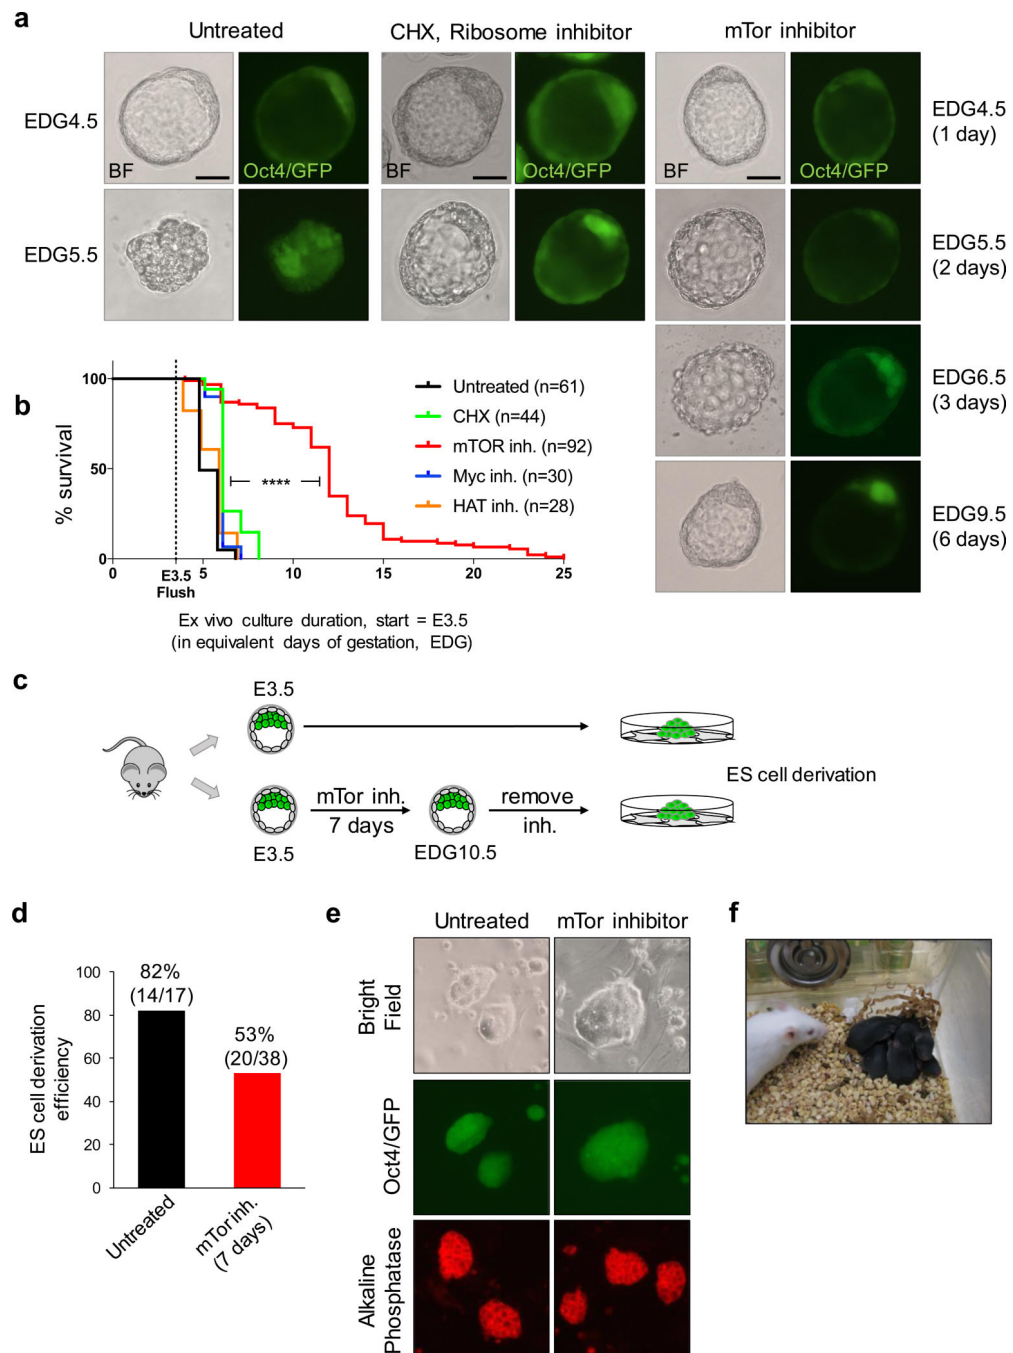 a
Untreated
CHX, Ribosome inhibitor
mTor inhibitor
EDG4.5
BF
Oct4/GFP
BF
Oct4/GFP
BF
Oct4/GFP
EDG4.5
(1 day)
EDG5.5
EDG5.5
(2 days)
EDG6.5
(3 days)
EDG9.5
(6 days)
b
% survival
100
50
0
Untreated (n=61)
CHX (n=44)
mTOR inh. (n=92)
Myc inh. (n=30)
HAT inh. (n=28)
****
0
5
10
15
20
25
E3.5
Flush
Ex vivo culture duration, start = E3.5
(in equivalent days of gestation, EDG)
c
E3.5
E3.5
mTor inh.
7 days
EDG10.5
remove
inh.
ES cell derivation
d
ES cell derivation
efficiency
100
80
60
40
20
0
82%
(14/17)
53%
(20/38)
Untreated
mTor inh.
(7 days)
e
Untreated
mTor inhibitor
Bright
Field
Oct4/GFP
Alkaline
Phosphatase
f